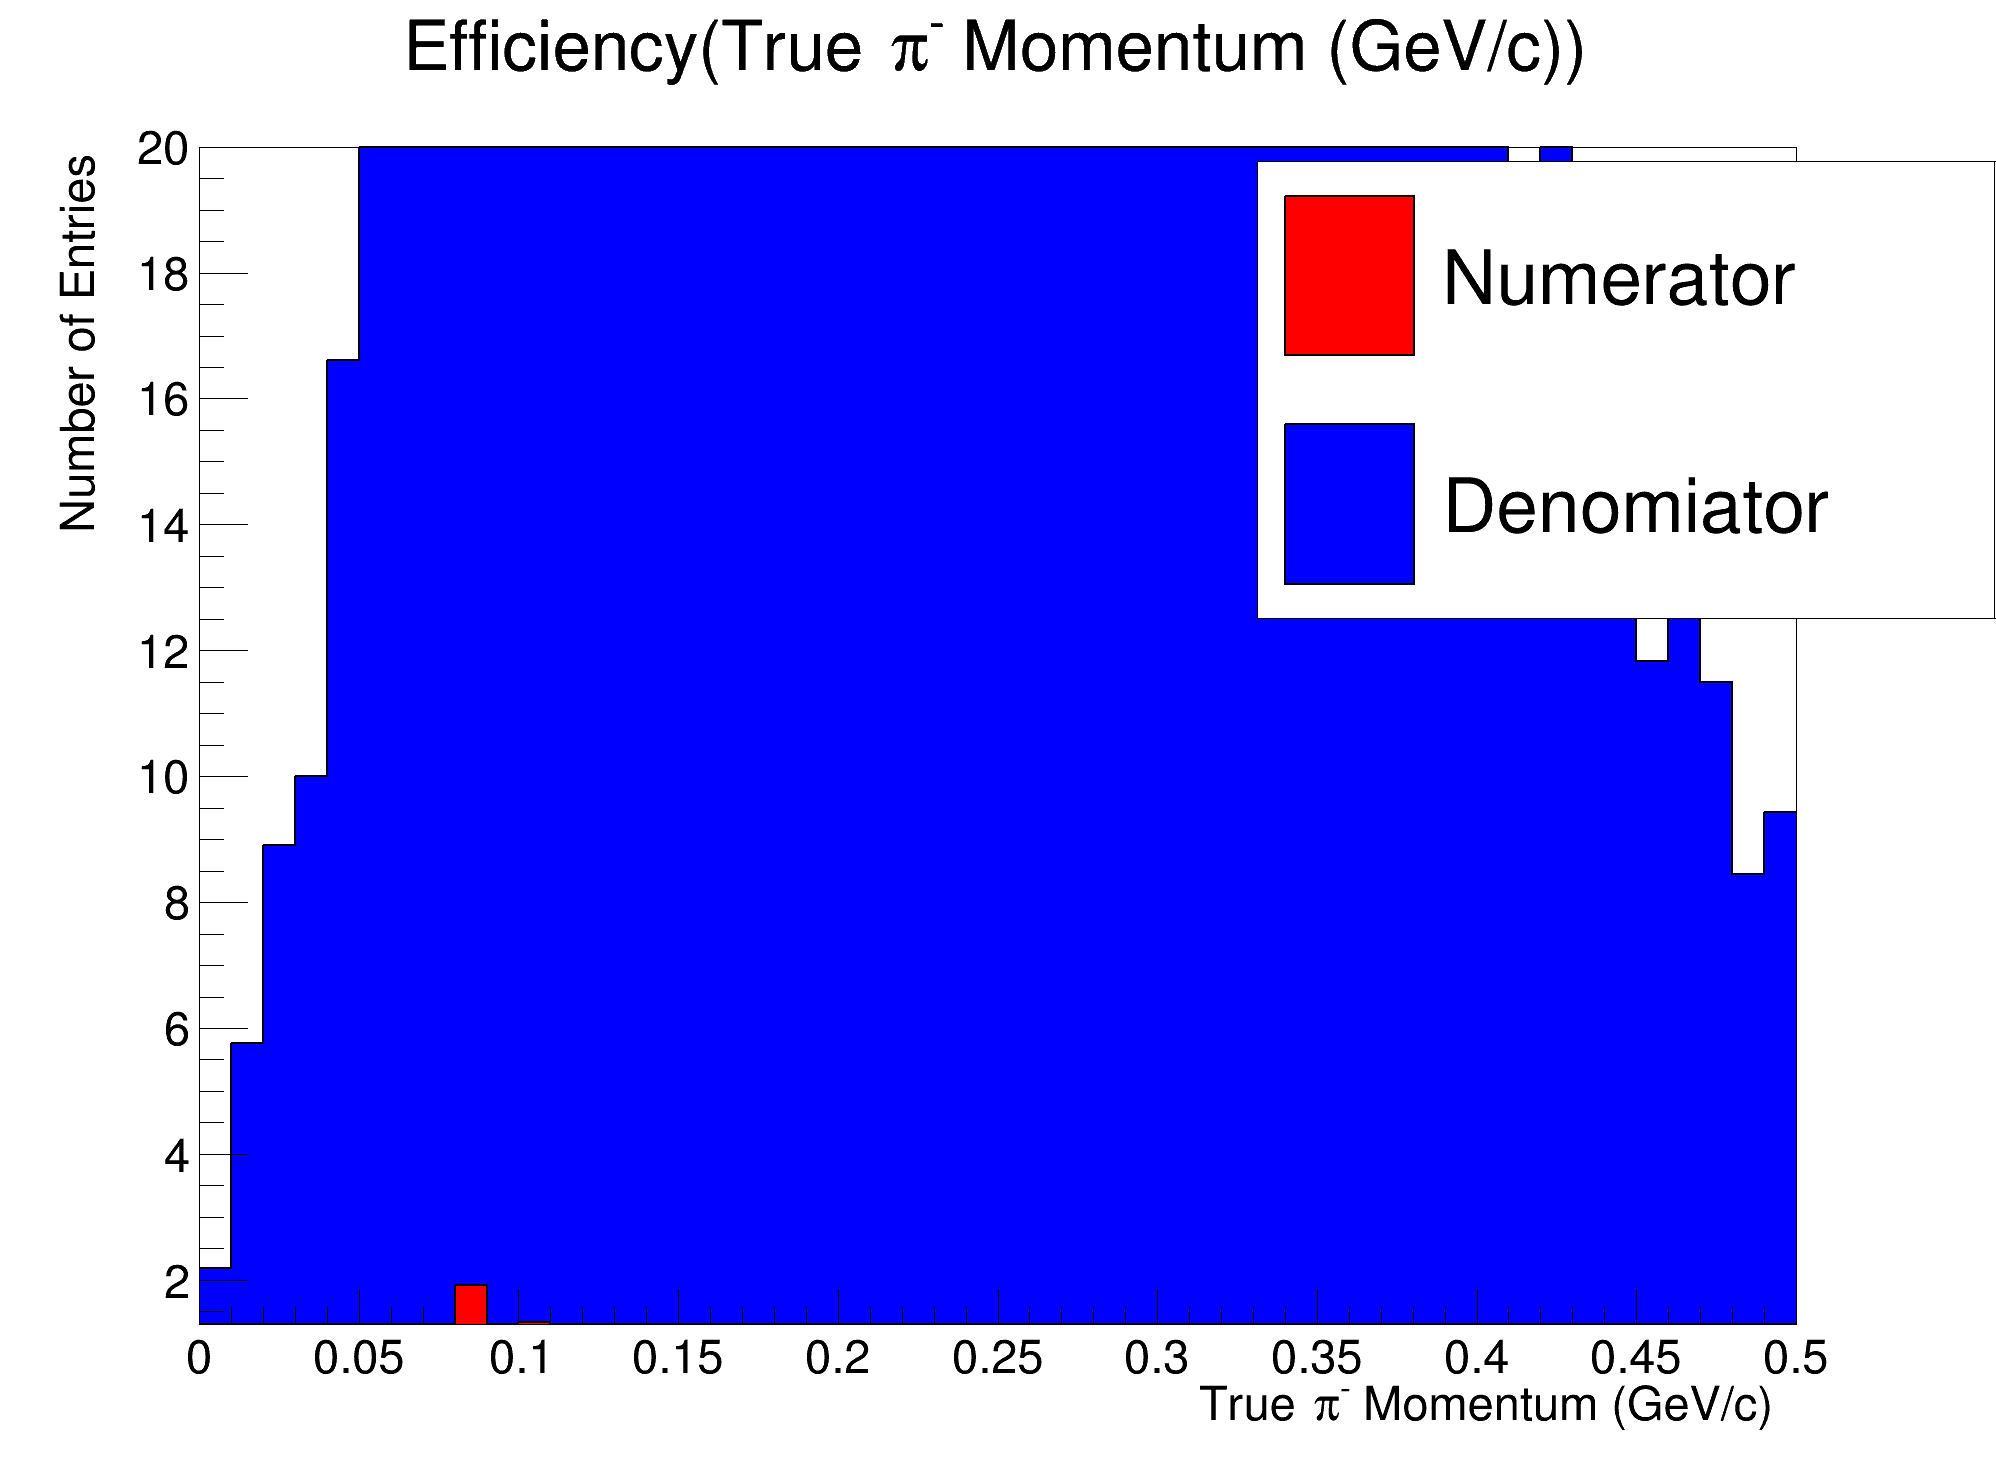 Efficiency(True π⁻ Momentum (GeV/c))
Number of Entries
20
18
16
14
12
10
8
6
4
2
Numerator
Denomiator
0 0.05 0.1 0.15 0.2 0.25 0.3 0.35 0.4 0.45 0.5
True π⁻ Momentum (GeV/c)